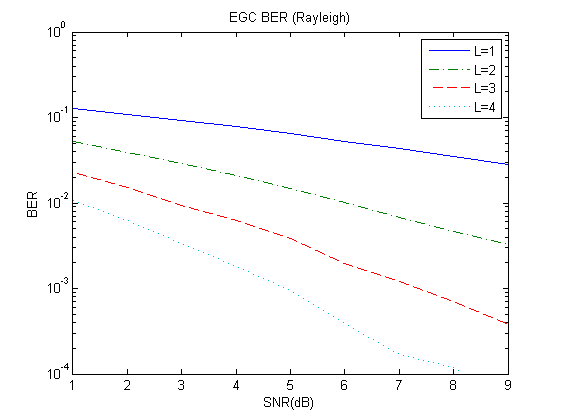 EGC BER (Rayleigh)
10^0
10^-1
10^-2
10^-3
10^-4
BER
L=1
L=2
L=3
L=4
1 2 3 4 5 6 7 8 9
SNR(dB)